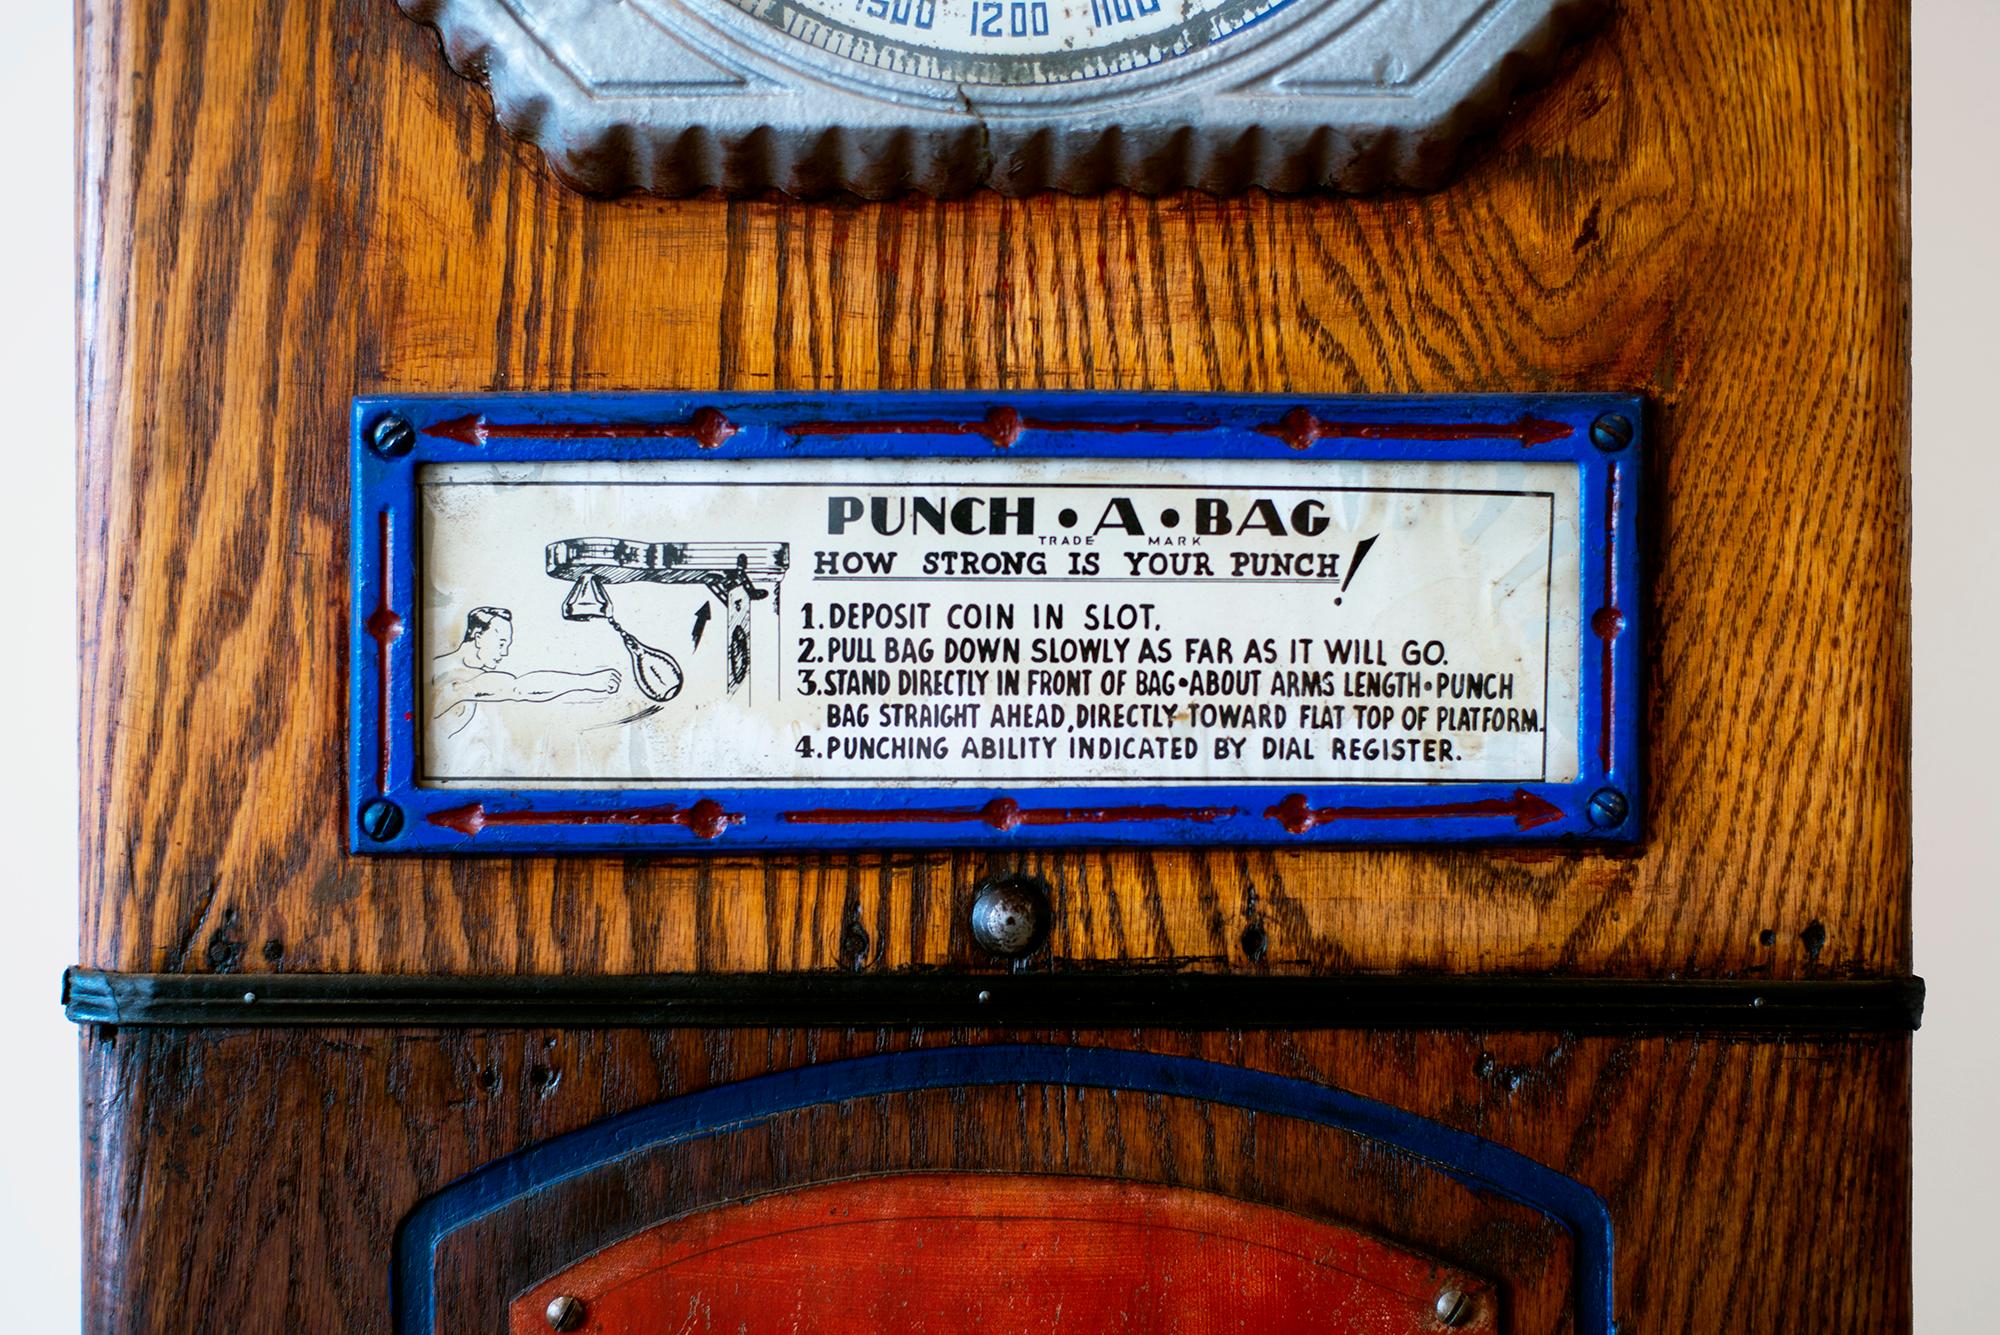 1300 1200 1100
PUNCH • A • BAG
TRADE MARK
HOW STRONG IS YOUR PUNCH!
1. DEPOSIT COIN IN SLOT.
2. PULL BAG DOWN SLOWLY AS FAR AS IT WILL GO.
3. STAND DIRECTLY IN FRONT OF BAG • ABOUT ARMS LENGTH • PUNCH
BAG STRAIGHT AHEAD, DIRECTLY TOWARD FLAT TOP OF PLATFORM.
4. PUNCHING ABILITY INDICATED BY DIAL REGISTER.